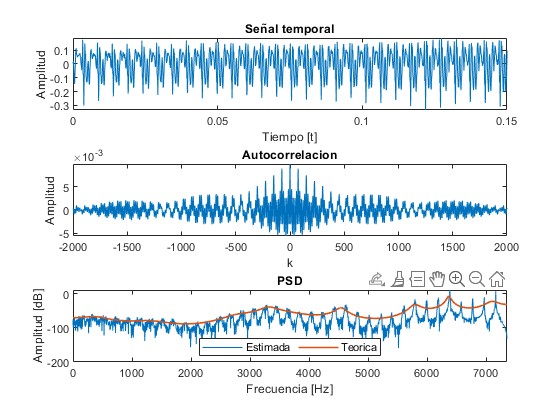 Señal temporal
0.1
0
-0.1
-0.2
-0.3
Amplitud
0 0.05 0.1 0.15
Tiempo [t]
×10⁻³
Autocorrelacion
5
0
-5
Amplitud
-2000 -1500 -1000 -500 0 500 1000 1500 2000
k
PSD
0
-100
-200
Amplitud [dB]
Estimada Teorica
0 1000 2000 3000 4000 5000 6000 7000
Frecuencia [Hz]